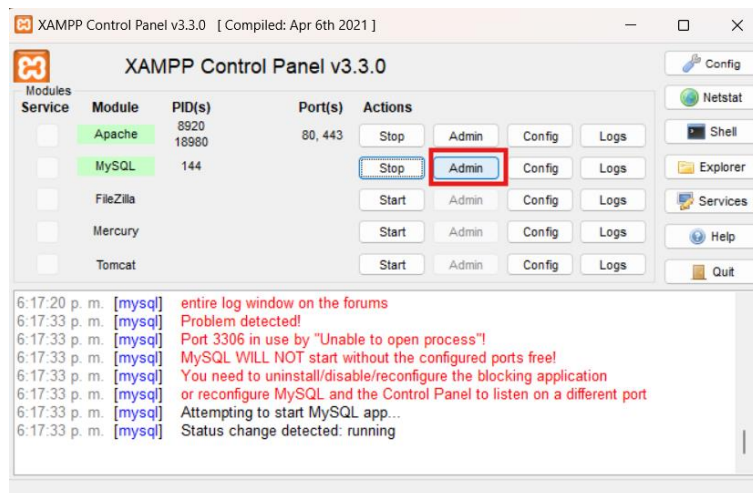 XAMPP Control Panel v3.3.0 [ Compiled: Apr 6th 2021 ]
XAMPP Control Panel v3.3.0
Config
Modules
Service Module PID(s) Port(s) Actions
Netstat
Apache 8920 18980 80, 443 Stop Admin Config Logs
Shell
MySQL 144 Stop Admin Config Logs
Explorer
FileZilla Start Admin Config Logs
Services
Mercury Start Admin Config Logs
Help
Tomcat Start Admin Config Logs
Quit
6:17:20 p. m. [mysql] entire log window on the forums
6:17:33 p. m. [mysql] Problem detected!
6:17:33 p. m. [mysql] Port 3306 in use by "Unable to open process"!
6:17:33 p. m. [mysql] MySQL WILL NOT start without the configured ports free!
6:17:33 p. m. [mysql] You need to uninstall/disable/reconfigure the blocking application
6:17:33 p. m. [mysql] or reconfigure MySQL and the Control Panel to listen on a different port
6:17:33 p. m. [mysql] Attempting to start MySQL app...
6:17:33 p. m. [mysql] Status change detected: running